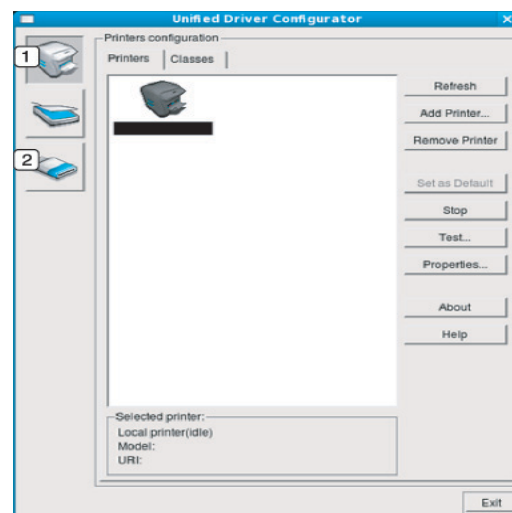 Unified Driver Configurator
Printers configuration
1
Printers
Classes
Refresh
Add Printer...
Remove Printer
2
Set as Default
Stop
Test...
Properties...
About
Help
Selected printer:
Local printer(idle)
Model:
URI:
Exit